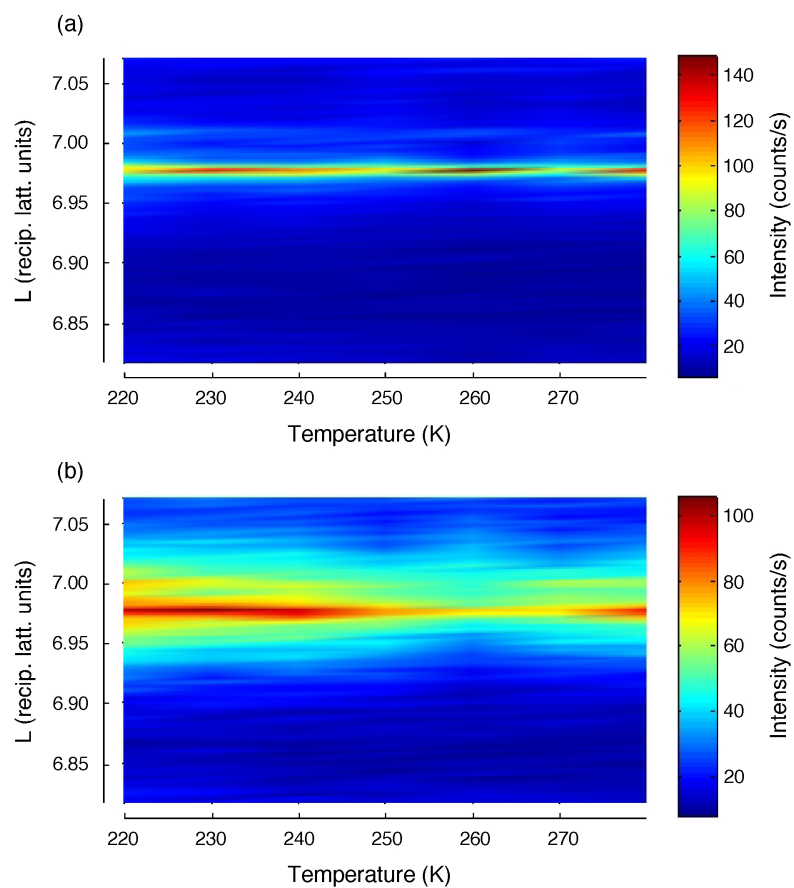 (a)
7.05
7.00
6.95
6.90
6.85
L (recip. latt. units)
220 230 240 250 260 270
Temperature (K)
140
120
100
80
60
40
20
Intensity (counts/s)
(b)
7.05
7.00
6.95
6.90
6.85
L (recip. latt. units)
220 230 240 250 260 270
Temperature (K)
100
80
60
40
20
Intensity (counts/s)